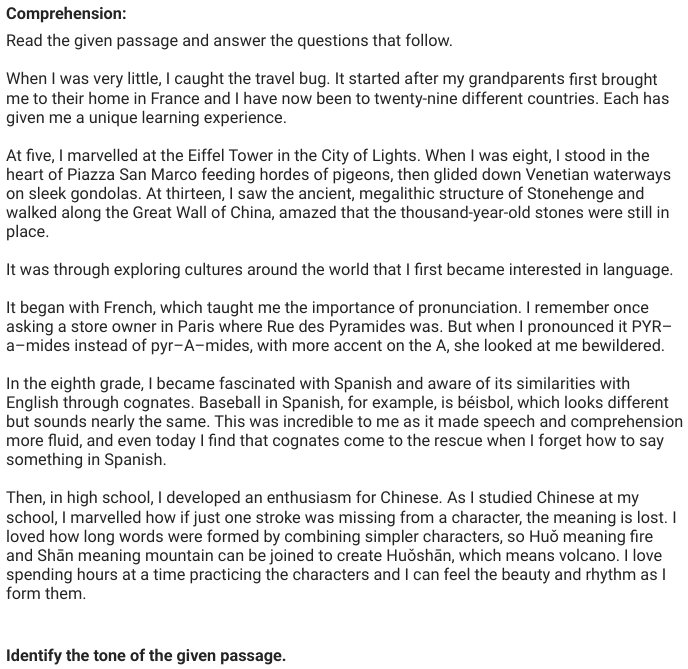 Comprehension:
Read the given passage and answer the questions that follow.
When I was very little, I caught the travel bug. It started after my grandparents first brought
me to their home in France and I have now been to twenty-nine different countries. Each has
given me a unique learning experience.
At five, I marvelled at the Eiffel Tower in the City of Lights. When I was eight, I stood in the
heart of Piazza San Marco feeding hordes of pigeons, then glided down Venetian waterways
on sleek gondolas. At thirteen, I saw the ancient, megalithic structure of Stonehenge and
walked along the Great Wall of China, amazed that the thousand-year-old stones were still in
place.
It was through exploring cultures around the world that I first became interested in language.
It began with French, which taught me the importance of pronunciation. I remember once
asking a store owner in Paris where Rue des Pyramides was. But when I pronounced it PYR–
a–mides instead of pyr–A–mides, with more accent on the A, she looked at me bewildered.
In the eighth grade, I became fascinated with Spanish and aware of its similarities with
English through cognates. Baseball in Spanish, for example, is béisbol, which looks different
but sounds nearly the same. This was incredible to me as it made speech and comprehension
more fluid, and even today I find that cognates come to the rescue when I forget how to say
something in Spanish.
Then, in high school, I developed an enthusiasm for Chinese. As I studied Chinese at my
school, I marvelled how if just one stroke was missing from a character, the meaning is lost. I
loved how long words were formed by combining simpler characters, so Huǒ meaning fire
and Shān meaning mountain can be joined to create Huǒshān, which means volcano. I love
spending hours at a time practicing the characters and I can feel the beauty and rhythm as I
form them.
Identify the tone of the given passage.